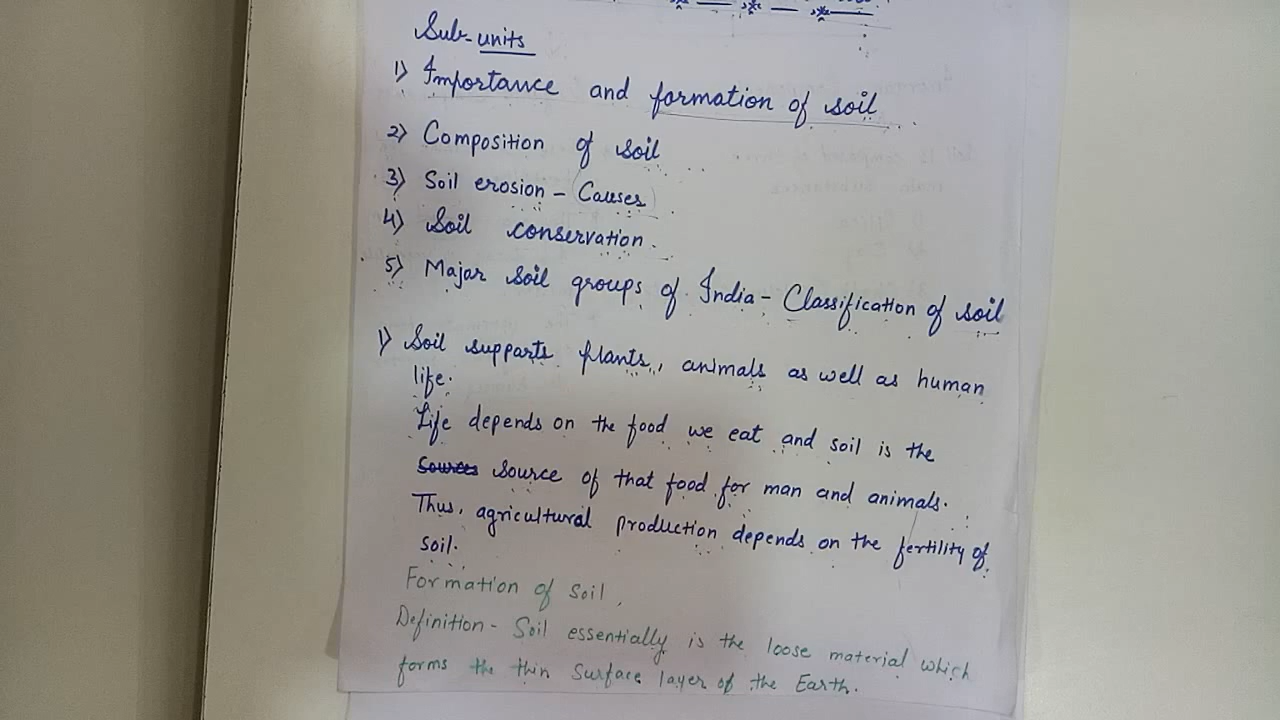 Sub-units
1) Importance and formation of soil
2) Composition of soil
3) Soil erosion - (Causes)
4) Soil conservation.
5) Majar soil groups of India - Classification of soil
1) Soil supports plants, animals as well as human
life.
Life depends on the food we eat and soil is the
source of that food for man and animals.
Thus, agricultural production depends on the fertility of
soil.
Formation of Soil,
Definition - Soil essentially is the loose material which
forms the thin surface layer of the Earth.